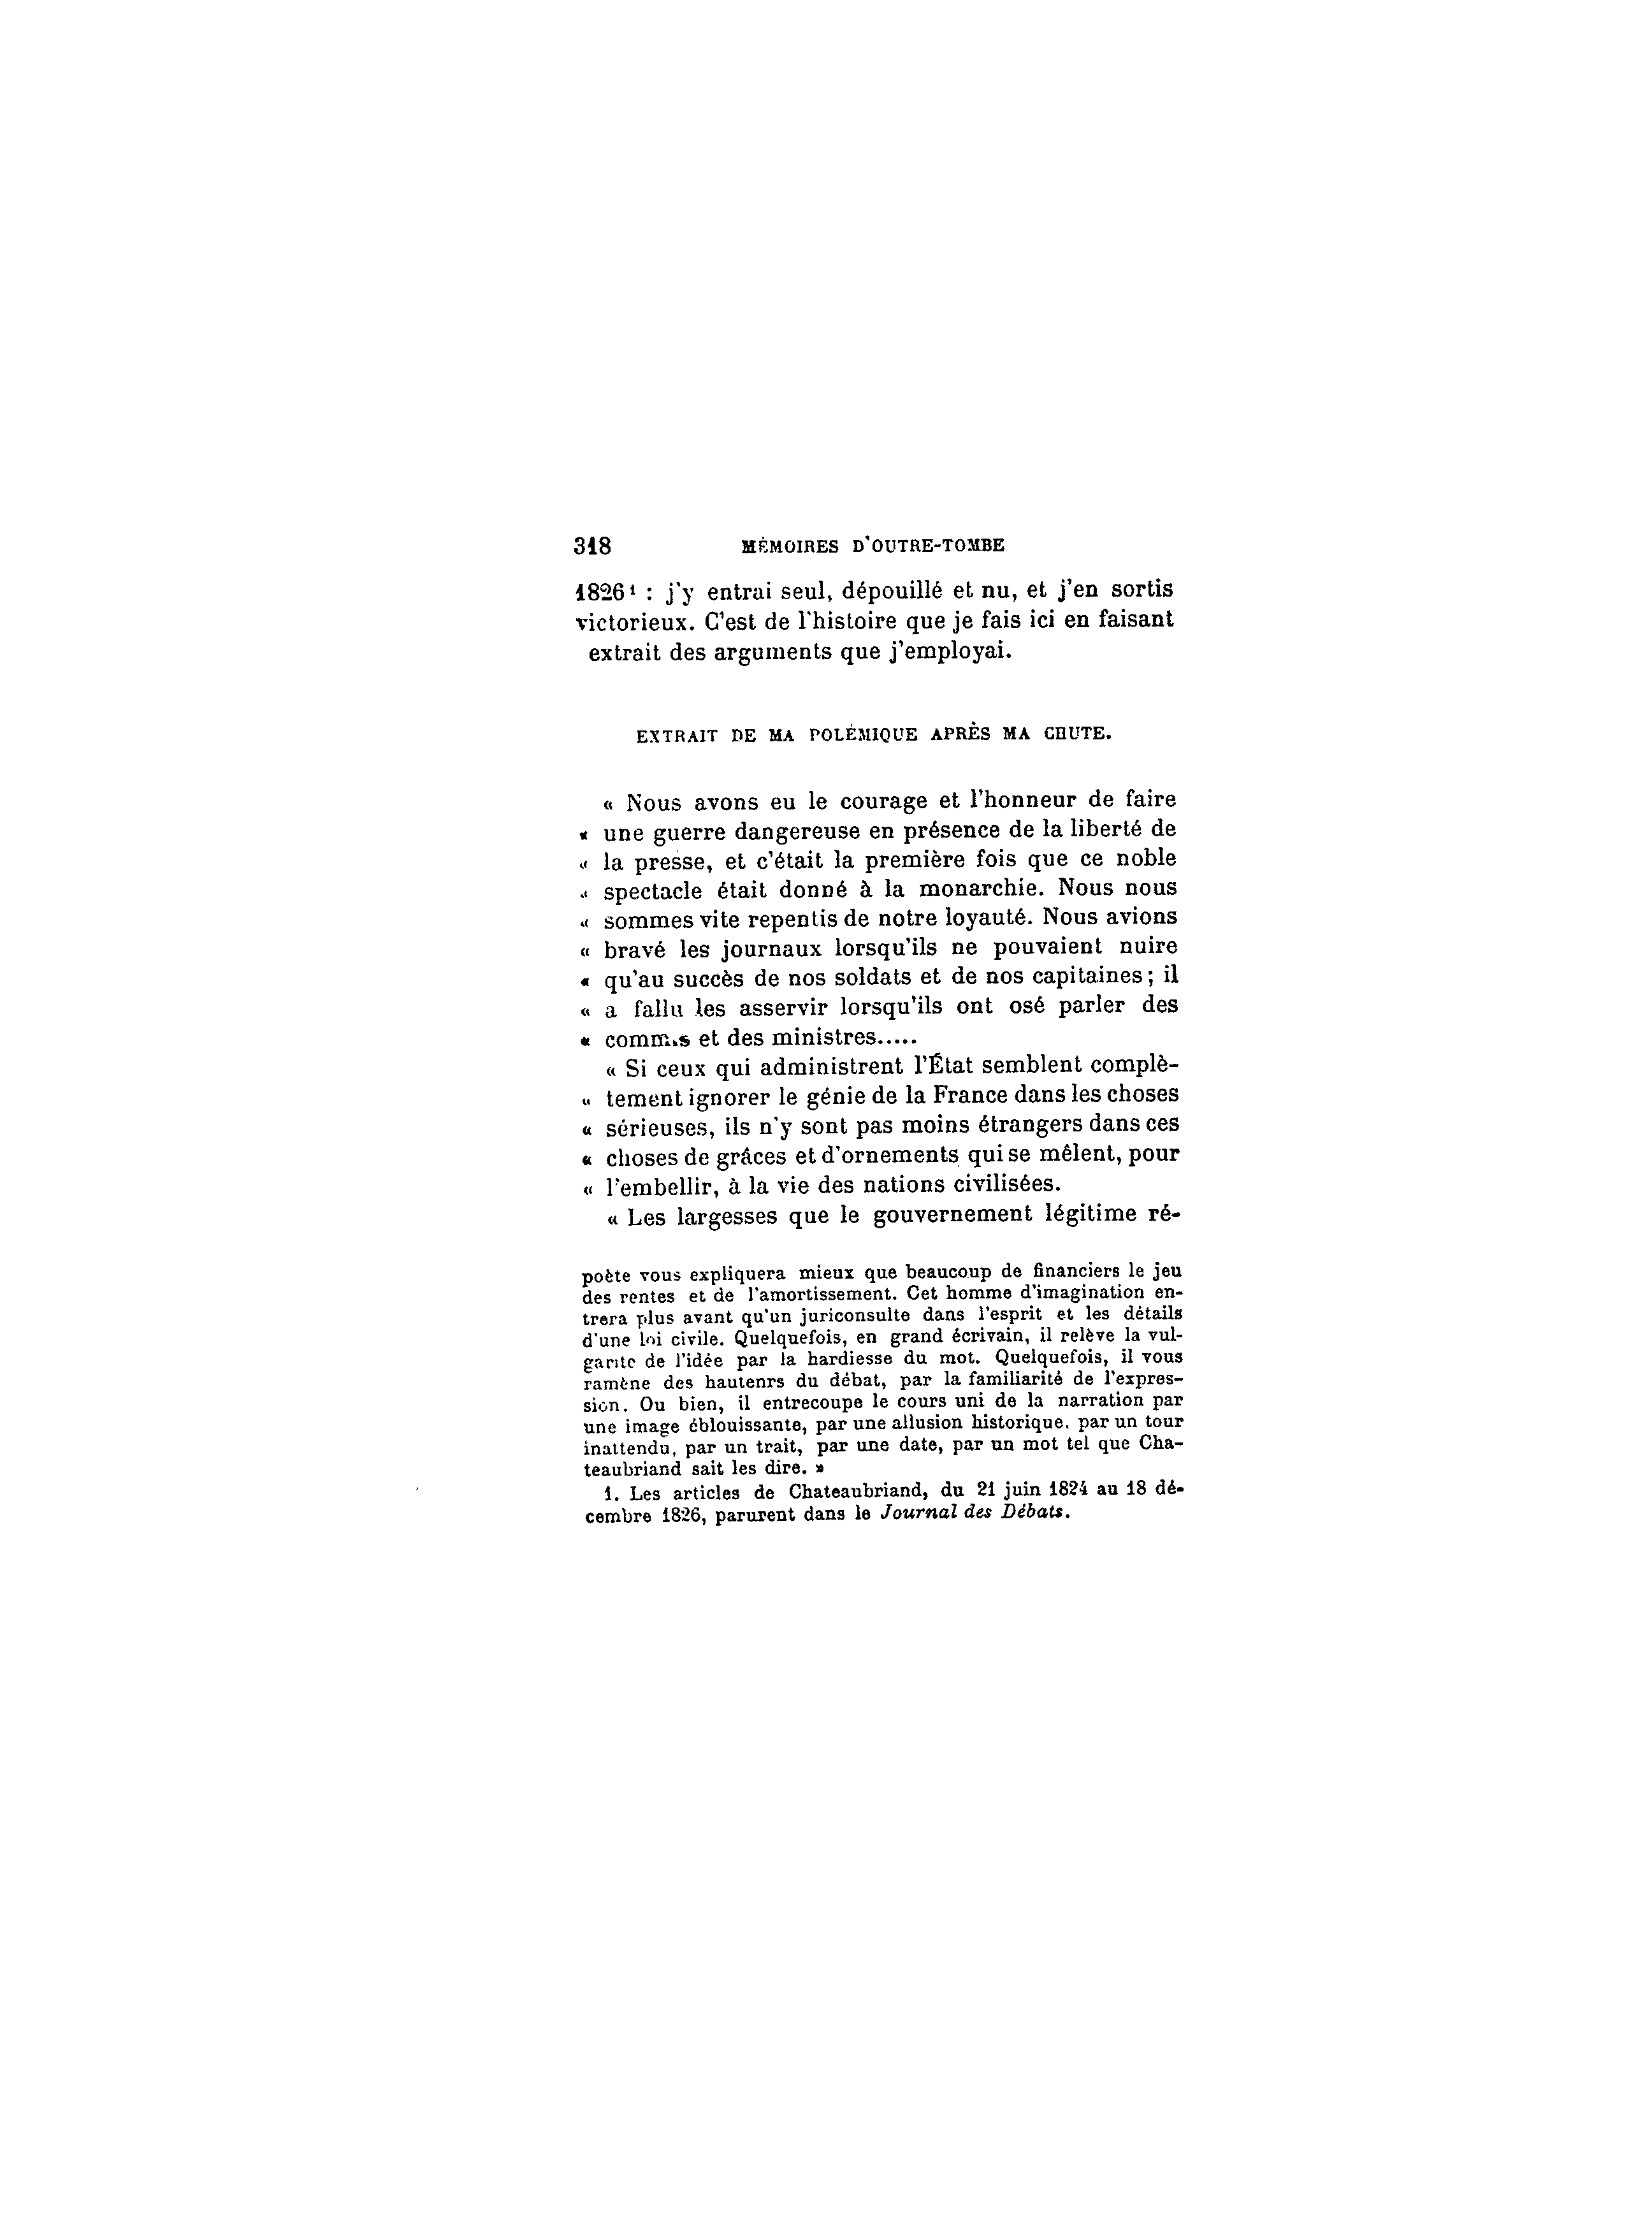 318 MÉMOIRES D'OUTRE-TOMBE
1826¹ : j'y entrai seul, dépouillé et nu, et j'en sortis
victorieux. C'est de l'histoire que je fais ici en faisant
extrait des arguments que j'employai.
EXTRAIT DE MA POLÉMIQUE APRÈS MA CHUTE.
« Nous avons eu le courage et l'honneur de faire
« une guerre dangereuse en présence de la liberté de
« la presse, et c'était la première fois que ce noble
« spectacle était donné à la monarchie. Nous nous
« sommes vite repentis de notre loyauté. Nous avions
« bravé les journaux lorsqu'ils ne pouvaient nuire
« qu'au succès de nos soldats et de nos capitaines; il
« a fallu les asservir lorsqu'ils ont osé parler des
« commis et des ministres.....
« Si ceux qui administrent l'État semblent complè-
« tement ignorer le génie de la France dans les choses
« sérieuses, ils n'y sont pas moins étrangers dans ces
« choses de grâces et d'ornements qui se mêlent, pour
« l'embellir, à la vie des nations civilisées.
« Les largesses que le gouvernement légitime ré-
poète vous expliquera mieux que beaucoup de financiers le jeu
des rentes et de l'amortissement. Cet homme d'imagination en-
trera plus avant qu'un juriconsulte dans l'esprit et les détails
d'une loi civile. Quelquefois, en grand écrivain, il relève la vul-
garité de l'idée par la hardiesse du mot. Quelquefois, il vous
ramène des hautenrs du débat, par la familiarité de l'expres-
sion. Ou bien, il entrecoupe le cours uni de la narration par
une image éblouissante, par une allusion historique. par un tour
inattendu, par un trait, par une date, par un mot tel que Cha-
teaubriand sait les dire. »
1. Les articles de Chateaubriand, du 21 juin 1824 au 18 dé-
cembre 1826, parurent dans le Journal des Débats.